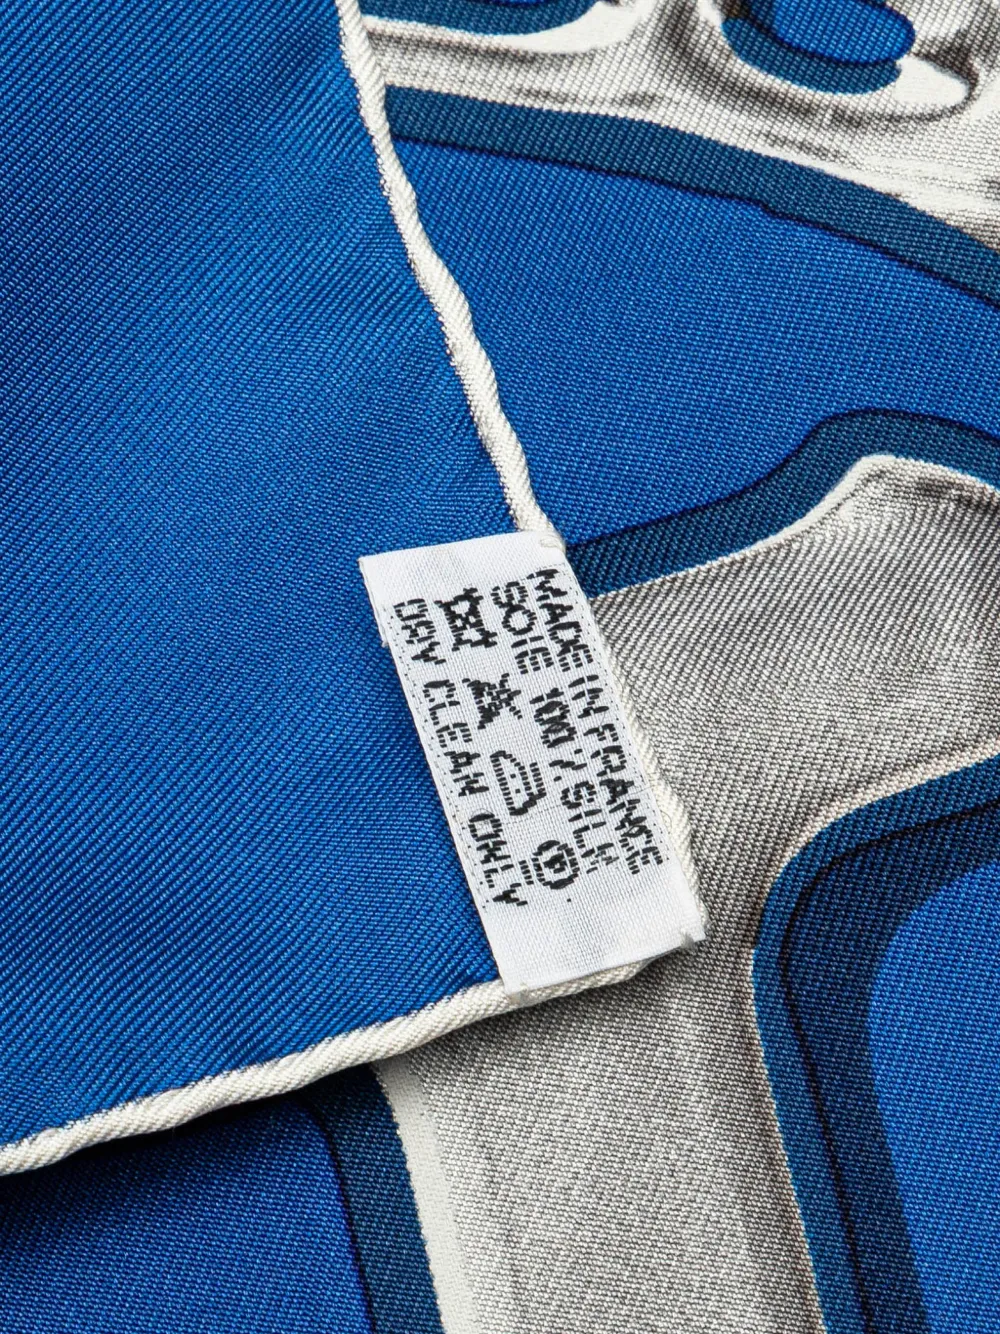 MADE IN FRANCE
SOIE 100% SILK
P
DRY CLEAN ONLY